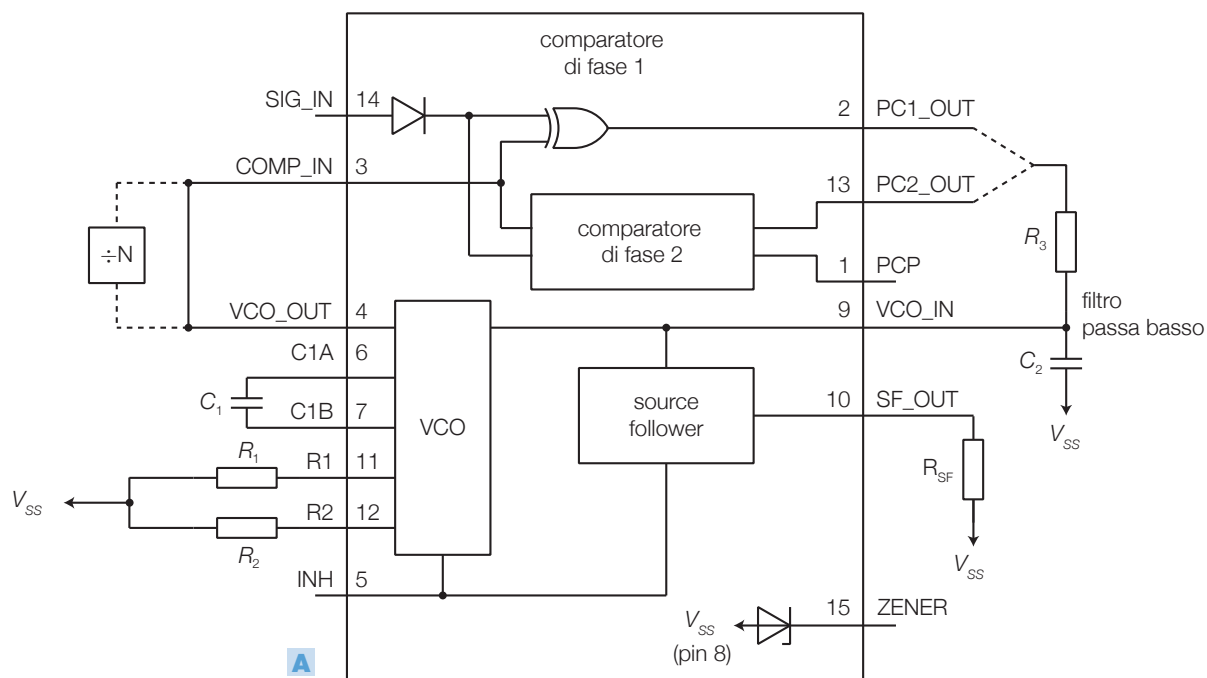 comparatore
di fase 1
SIG_IN 14
2 PC1_OUT
COMP_IN 3
13 PC2_OUT
comparatore
di fase 2
÷N
R3
1 PCP
VCO_OUT 4
9 VCO_IN
filtro
passa basso
C1A 6
C2
C1
C1B 7
VCO
source
follower
10 SF_OUT
VSS
R1
R1 11
RSF
VSS
R2 12
R2
VSS
INH 5
15 ZENER
VSS
(pin 8)
A